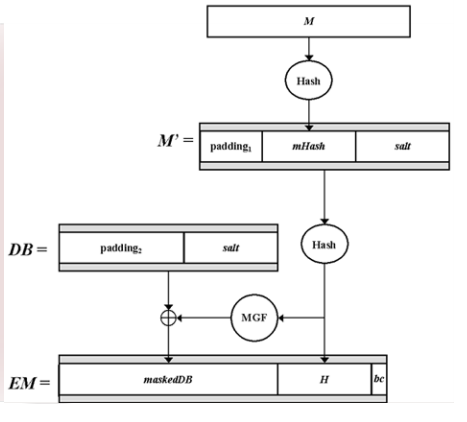 M
Hash
M' = padding₁ mHash salt
DB = padding₂ salt Hash
MGF
EM = maskedDB H bc